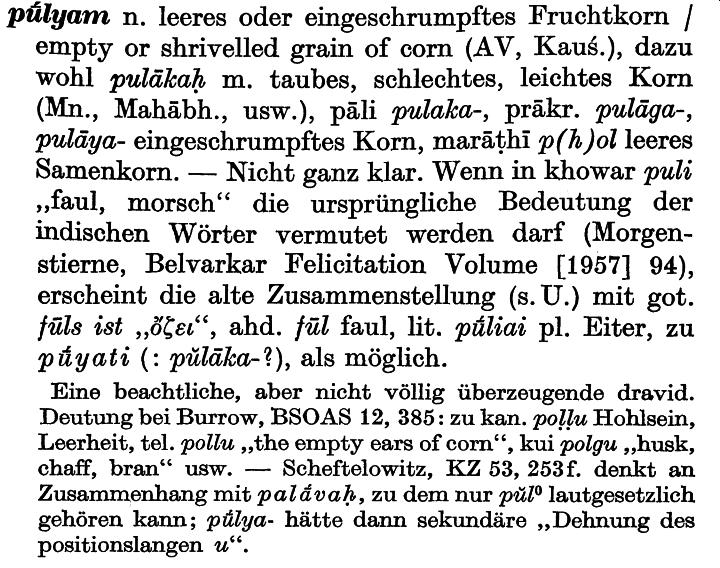 pū́lyam n. leeres oder eingeschrumpftes Fruchtkorn /
empty or shrivelled grain of corn (AV, Kauś.), dazu
wohl pulākaḥ m. taubes, schlechtes, leichtes Korn
(Mn., Mahābh., usw.), pāli pulaka-, prākr. pulāga-,
pulāya- eingeschrumpftes Korn, marāṭhī p(h)ol leeres
Samenkorn. — Nicht ganz klar. Wenn in khowar puli
„faul, morsch“ die ursprüngliche Bedeutung der
indischen Wörter vermutet werden darf (Morgen-
stierne, Belvarkar Felicitation Volume [1957] 94),
erscheint die alte Zusammenstellung (s. U.) mit got.
fūls ist „ὄζει“, ahd. fūl faul, lit. pū́liai pl. Eiter, zu
pū́yati (: pŭlāka-?), als möglich.
Eine beachtliche, aber nicht völlig überzeugende dravid.
Deutung bei Burrow, BSOAS 12, 385: zu kan. poḷḷu Hohlsein,
Leerheit, tel. pollu „the empty ears of corn“, kui polgu „husk,
chaff, bran“ usw. — Scheftelowitz, KZ 53, 253f. denkt an
Zusammenhang mit palā́vaḥ, zu dem nur pŭl⁰ lautgesetzlich
gehören kann; pū́lya- hätte dann sekundäre „Dehnung des
positionslangen u“.